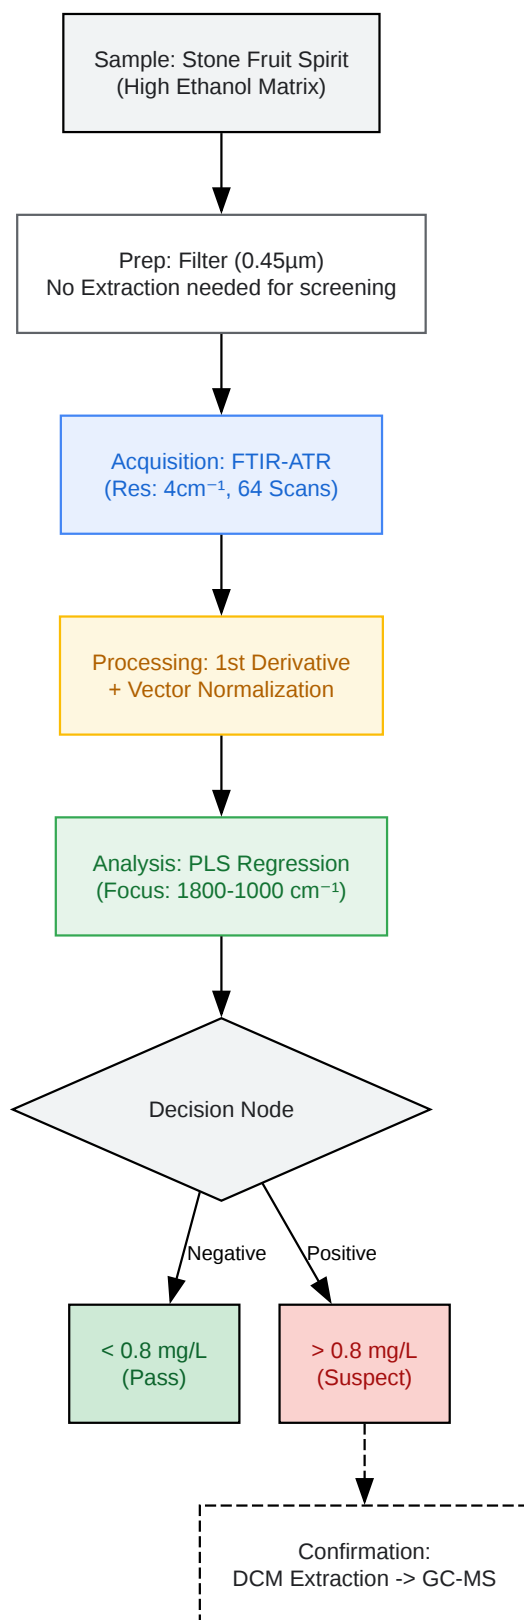 Sample: Stone Fruit Spirit
(High Ethanol Matrix)
Prep: Filter (0.45µm)
No Extraction needed for screening
Acquisition: FTIR-ATR
(Res: 4cm⁻¹, 64 Scans)
Processing: 1st Derivative
+ Vector Normalization
Analysis: PLS Regression
(Focus: 1800-1000 cm⁻¹)
Decision Node
Negative
Positive
< 0.8 mg/L
(Pass)
> 0.8 mg/L
(Suspect)
Confirmation:
DCM Extraction -> GC-MS